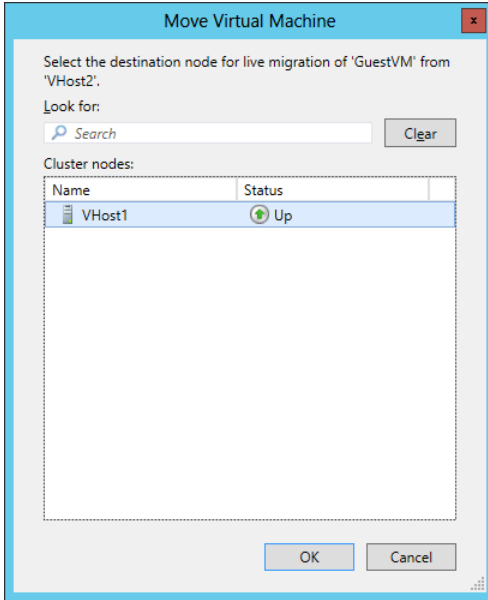 Move Virtual Machine
x
Select the destination node for live migration of 'GuestVM' from
'VHost2'.
Look for:
Search
Clear
Cluster nodes:
Name Status
VHost1 Up
OK Cancel